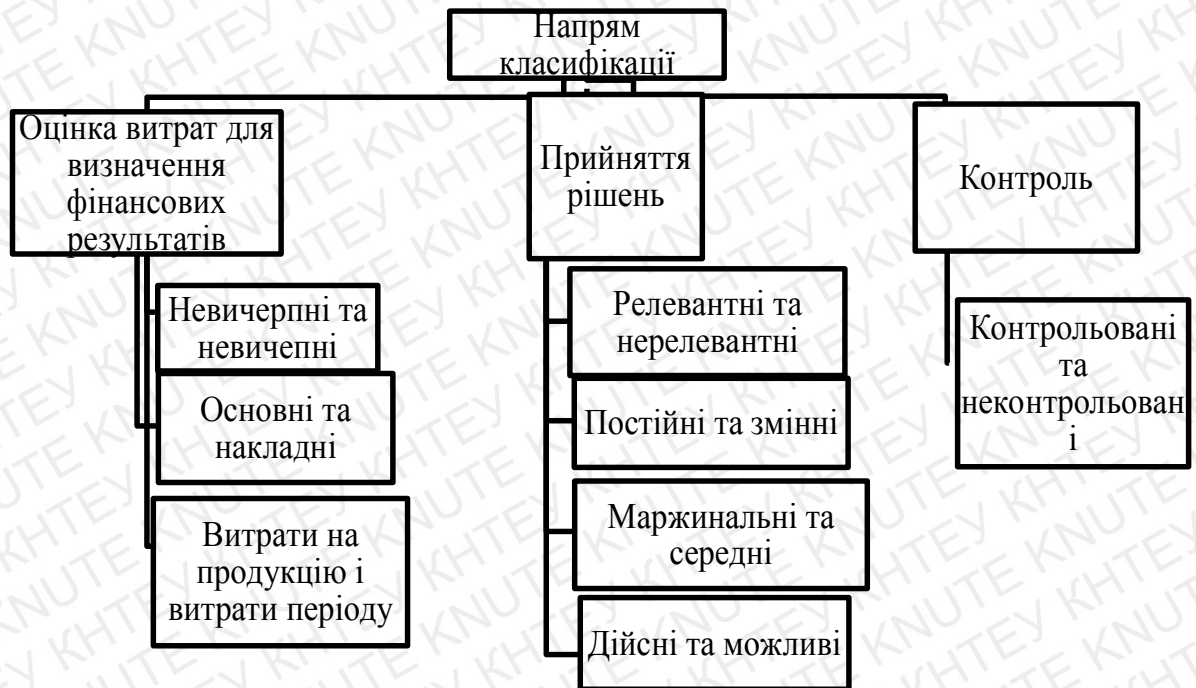 Напрям
класифікації
Оцінка витрат для
визначення
фінансових
результатів
Невичерпні та
невичепні
Основні та
накладні
Витрати на
продукцію і
витрати періоду
Прийняття
рішень
Релевантні та
нерелевантні
Постійні та змінні
Маржинальні та
середні
Дійсні та можливі
Контроль
Контрольовані
та
неконтрольован
і